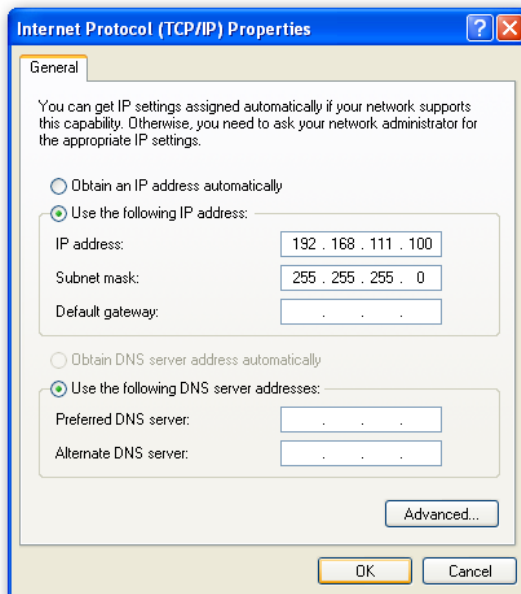 Internet Protocol (TCP/IP) Properties
General
You can get IP settings assigned automatically if your network supports
this capability. Otherwise, you need to ask your network administrator for
the appropriate IP settings.
Obtain an IP address automatically
Use the following IP address:
IP address: 192 . 168 . 111 . 100
Subnet mask: 255 . 255 . 255 . 0
Default gateway: . . .
Obtain DNS server address automatically
Use the following DNS server addresses:
Preferred DNS server: . . .
Alternate DNS server: . . .
Advanced...
OK Cancel